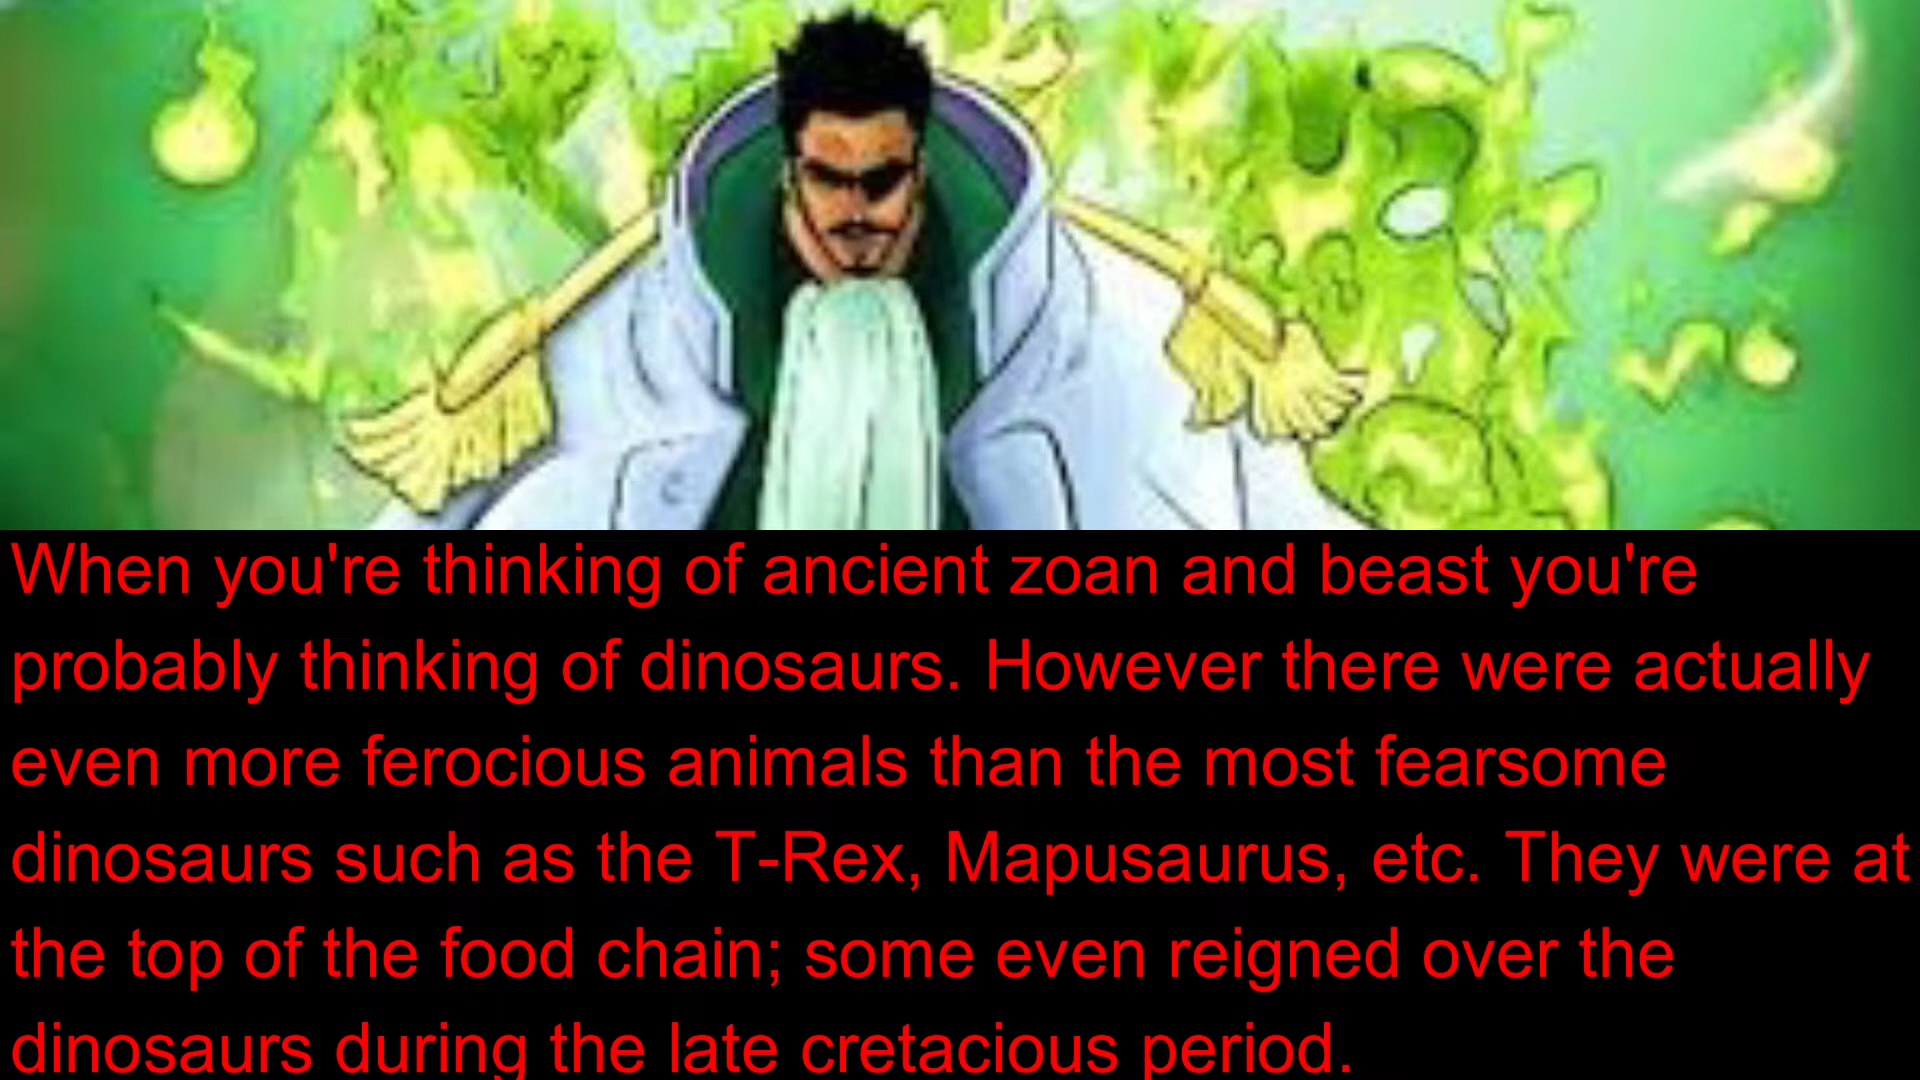 When you're thinking of ancient zoan and beast you're
probably thinking of dinosaurs. However there were actually
even more ferocious animals than the most fearsome
dinosaurs such as the T-Rex, Mapusaurus, etc. They were at
the top of the food chain; some even reigned over the
dinosaurs during the late cretacious period.